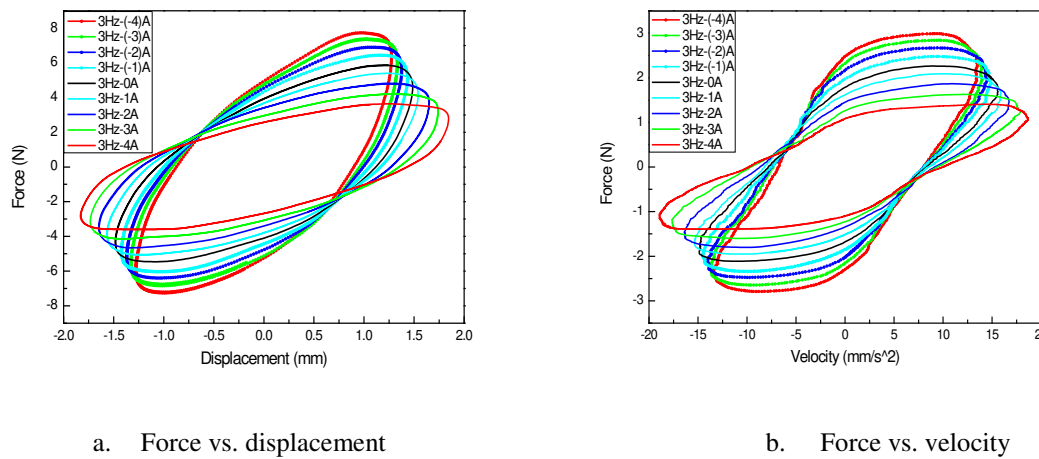 3Hz-(-4)A
3Hz-(-3)A
3Hz-(-2)A
3Hz-(-1)A
3Hz-0A
3Hz-1A
3Hz-2A
3Hz-3A
3Hz-4A
8
6
4
2
0
-2
-4
-6
-8
Force (N)
-2.0 -1.5 -1.0 -0.5 0.0 0.5 1.0 1.5 2.0
Displacement (mm)
3Hz-(-4)A
3Hz-(-3)A
3Hz-(-2)A
3Hz-(-1)A
3Hz-0A
3Hz-1A
3Hz-2A
3Hz-3A
3Hz-4A
3
2
1
0
-1
-2
-3
Force (N)
-20 -15 -10 -5 0 5 10 15
Velocity (mm/s^2)
a. Force vs. displacement
b. Force vs. velocity